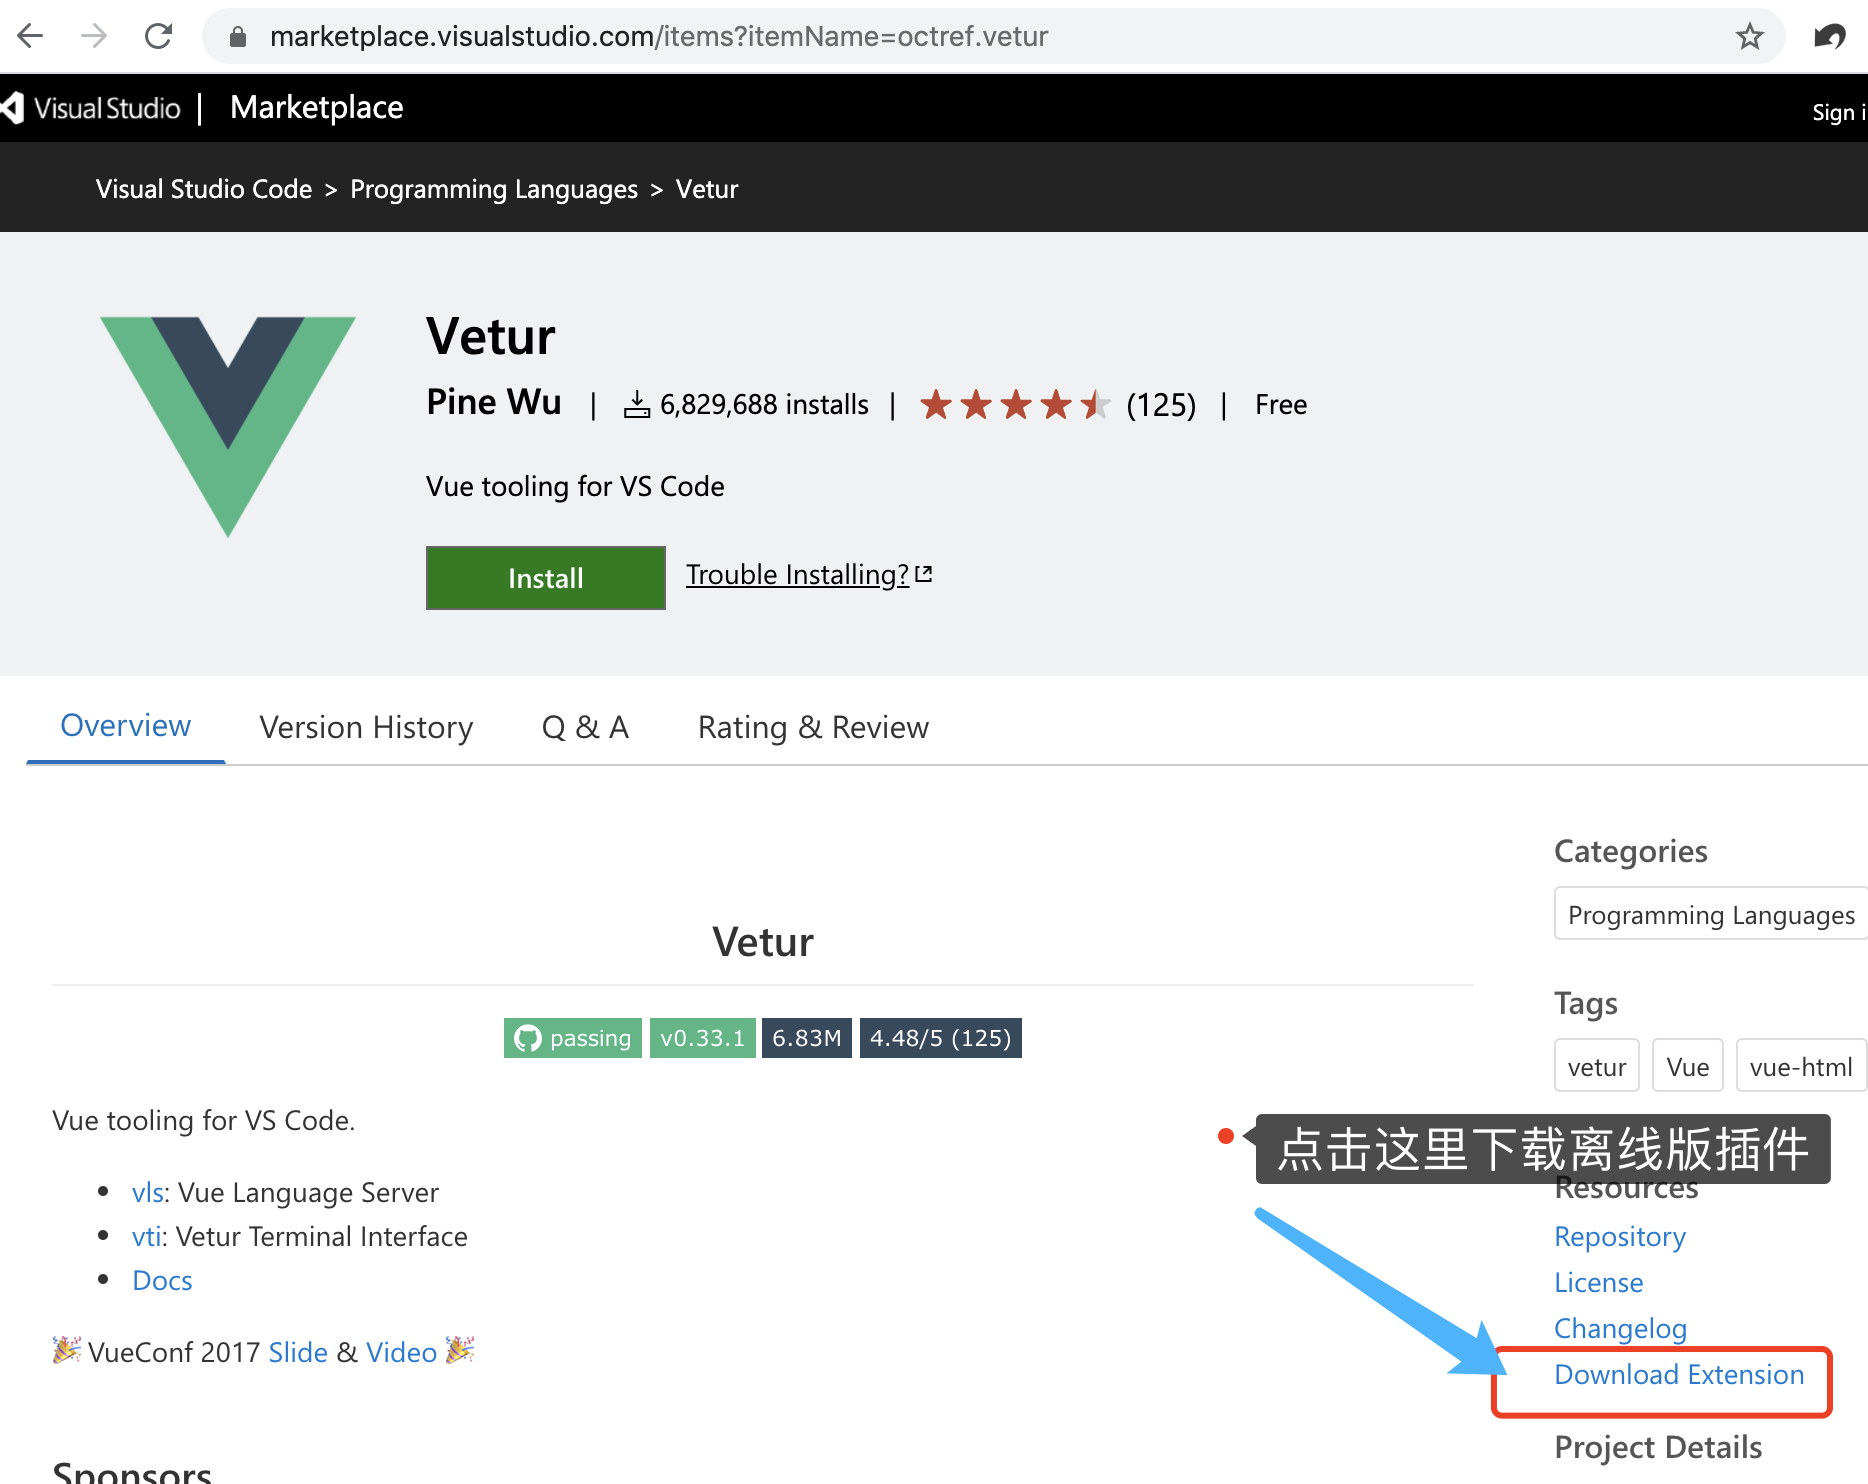 marketplace.visualstudio.com/items?itemName=octref.vetur
Visual Studio | Marketplace
Sign i
Visual Studio Code > Programming Languages > Vetur
Vetur
Pine Wu | 6,829,688 installs | (125) | Free
Vue tooling for VS Code
Install Trouble Installing?
Overview Version History Q & A Rating & Review
Categories
Programming Languages
Vetur
Tags
passing v0.33.1 6.83M 4.48/5 (125)
vetur Vue vue-html
Vue tooling for VS Code.
点击这里下载离线版插件
Resources
vls: Vue Language Server
vti: Vetur Terminal Interface
Docs
Repository
License
Changelog
Download Extension
🎉 VueConf 2017 Slide & Video 🎉
Project Details
Sponsors